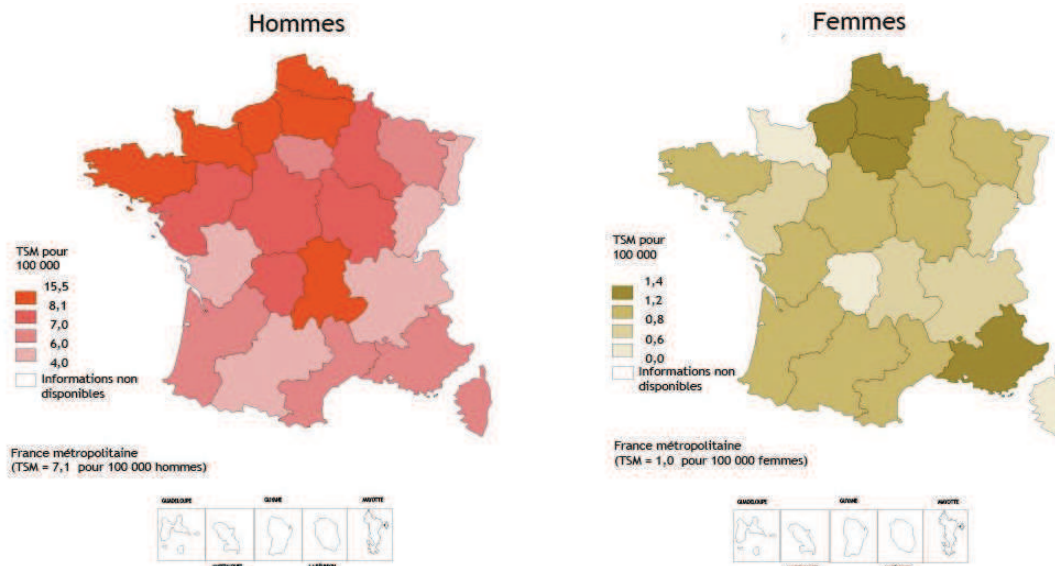 Hommes
Femmes
TSM pour
100 000
15,5
8,1
7,0
6,0
4,0
Informations non
disponibles
France métropolitaine
(TSM = 7,1 pour 100 000 hommes)
GUADELOUPE
GUYANE
MAYOTTE
TSM pour
100 000
1,4
1,2
0,8
0,6
0,0
Informations non
disponibles
France métropolitaine
(TSM = 1,0 pour 100 000 femmes)
GUADELOUPE
GUYANE
MAYOTTE